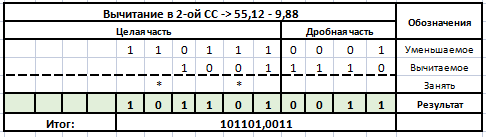 Вычитание в 2-ой СС -> 55,12 - 9,88 Обозначения
Целая часть Дробная часть
1 1 0 1 1 1 0 0 0 1 Уменьшаемое
1 0 0 1 1 1 1 0 Вычитаемое
* * Занять
1 0 1 1 0 1 0 0 1 1 Результат
Итог: 101101,0011